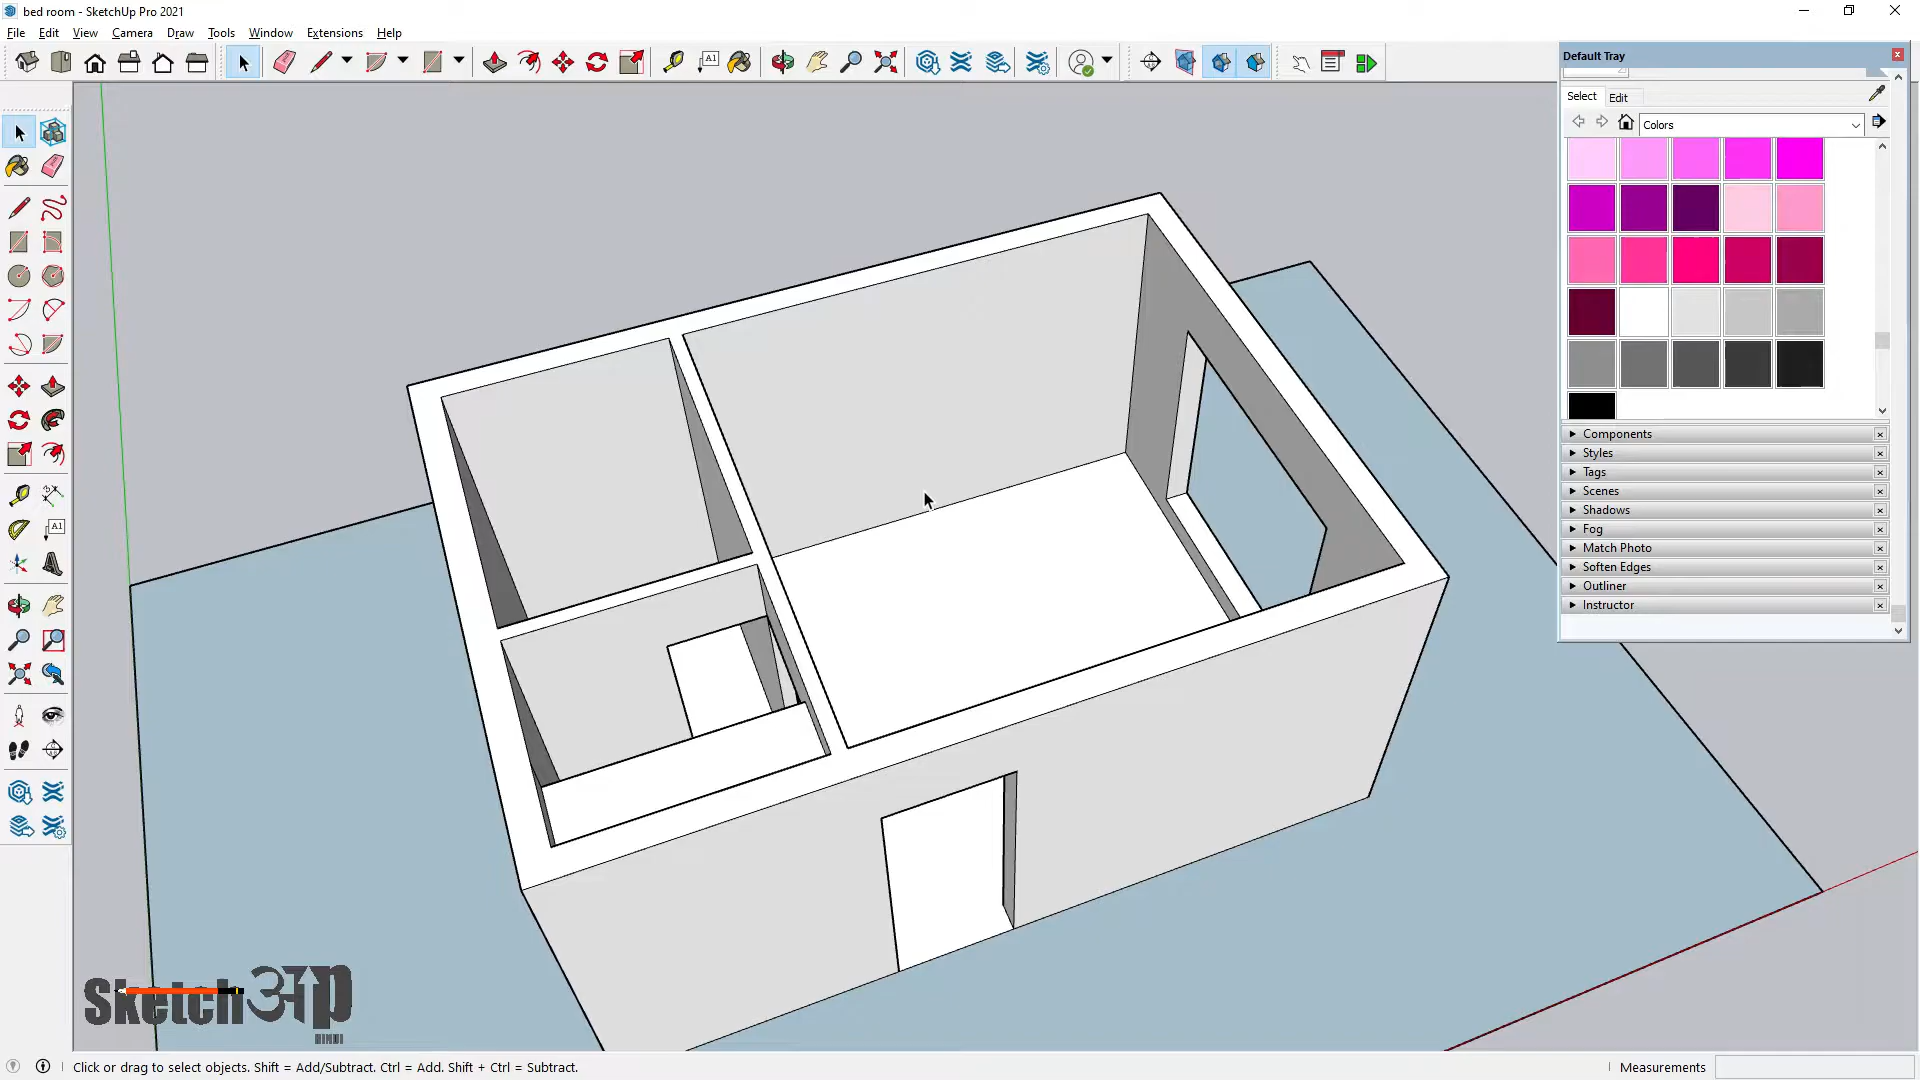 bed room - SketchUp Pro 2021
File Edit View Camera Draw Tools Window Extensions Help
A1
Default Tray
Select Edit
Colors
A1
Components
Styles
Tags
Scenes
Shadows
Fog
Match Photo
Soften Edges
Outliner
Instructor
Sketchअप
Click or drag to select objects. Shift = Add/Subtract. Ctrl = Add. Shift + Ctrl = Subtract.
Measurements